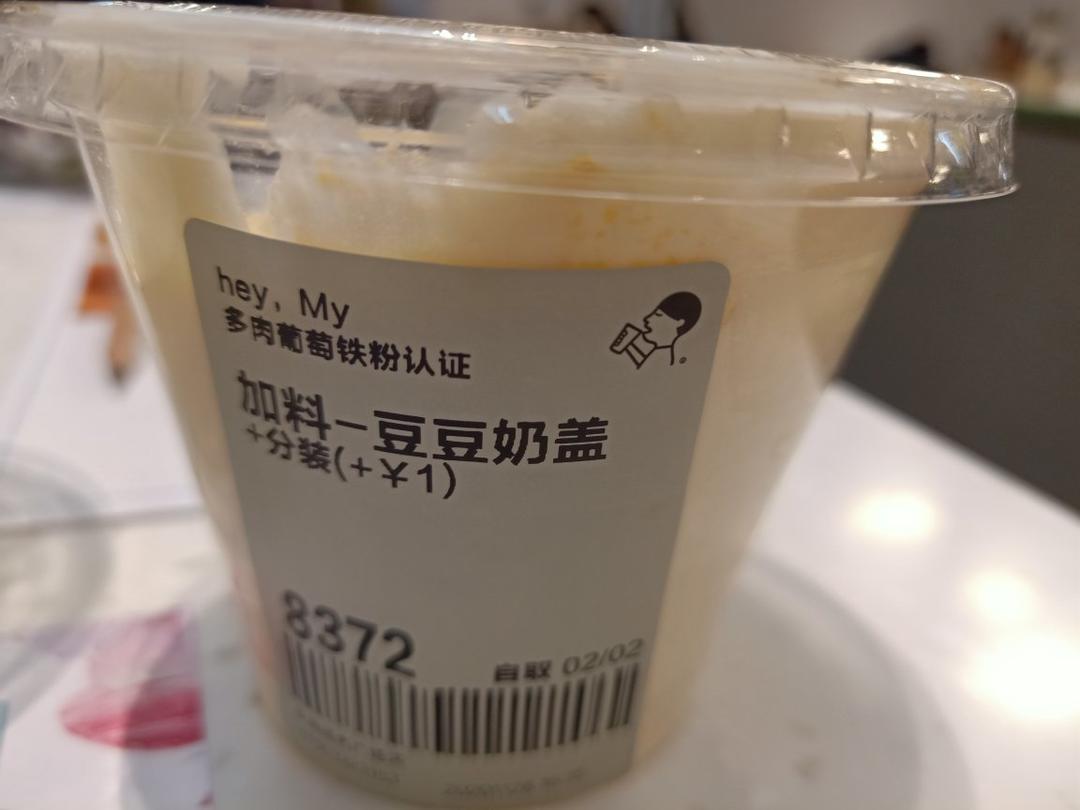 hey, My
多肉葡萄铁粉认证
加料-豆豆奶盖
+分装(+￥1)
8372
自取 02/02